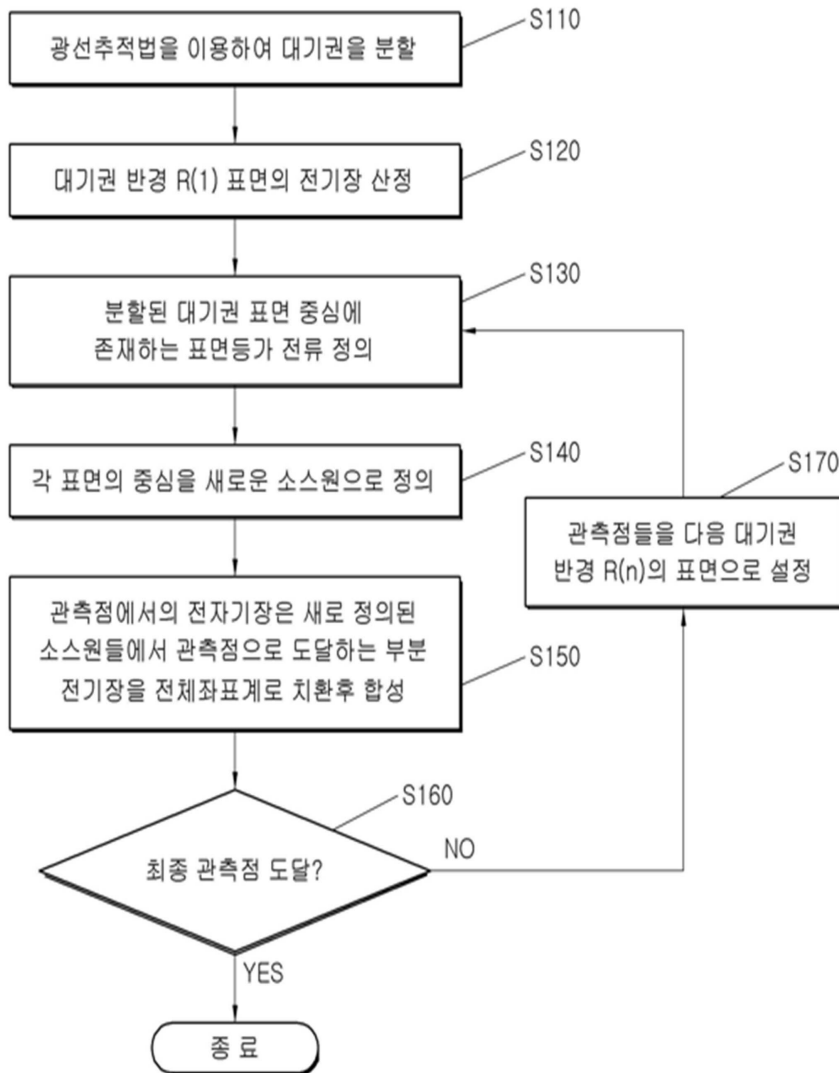 광선추적법을 이용하여 대기권을 분할
S110
대기권 반경 R(1) 표면의 전기장 산정
S120
분할된 대기권 표면 중심에
존재하는 표면등가 전류 정의
S130
각 표면의 중심을 새로운 소스원으로 정의
S140
관측점들을 다음 대기권
반경 R(n)의 표면으로 설정
S170
관측점에서의 전자기장은 새로 정의된
소스원들에서 관측점으로 도달하는 부분
전기장을 전체좌표계로 치환후 합성
S150
최종 관측점 도달?
S160
NO
YES
종 료